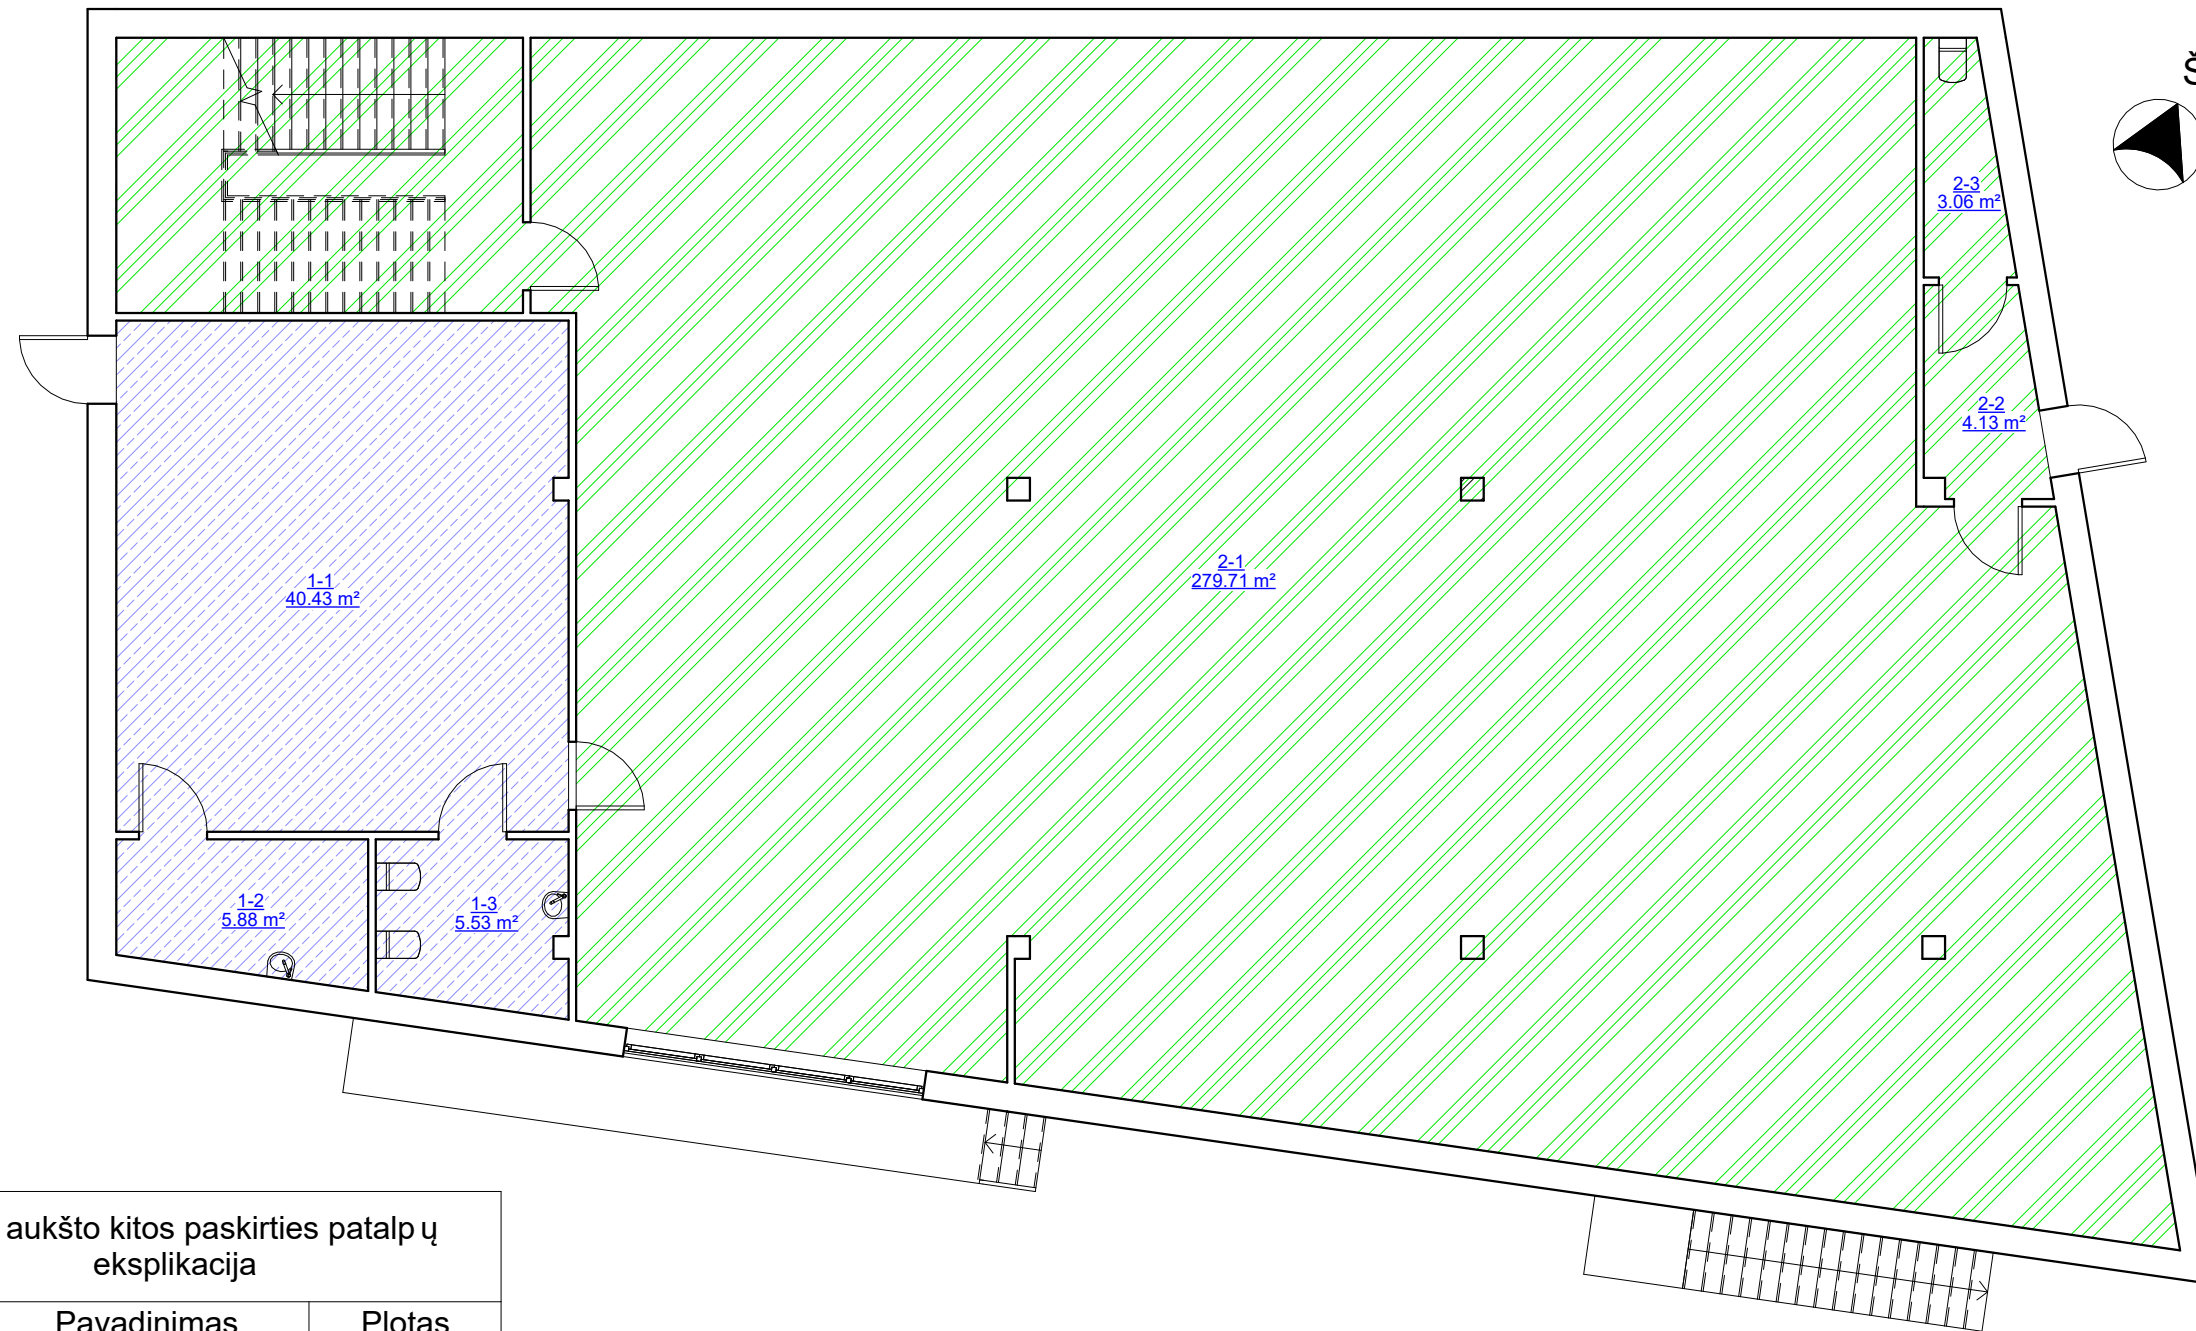 Š
2-3
3.06 m²
2-2
4.13 m²
2-1
279.71 m²
1-1
40.43 m²
1-2
5.88 m²
1-3
5.53 m²
aukšto kitos paskirties patalpų
eksplikacija
Pavadinimas Plotas